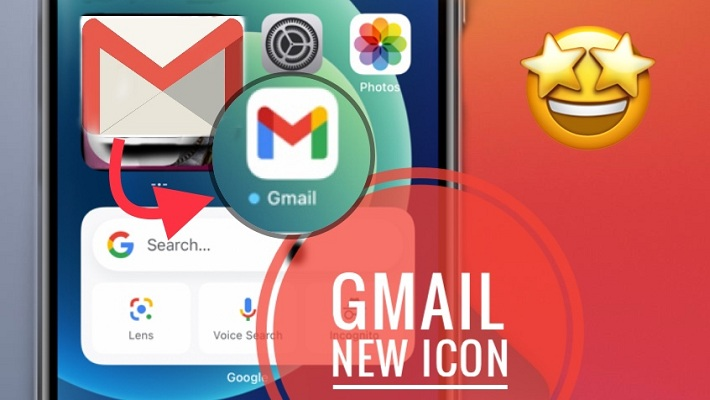 Photos
Gmail
Search...
Lens
Voice Search
Incognito
Google
GMAIL
NEW ICON